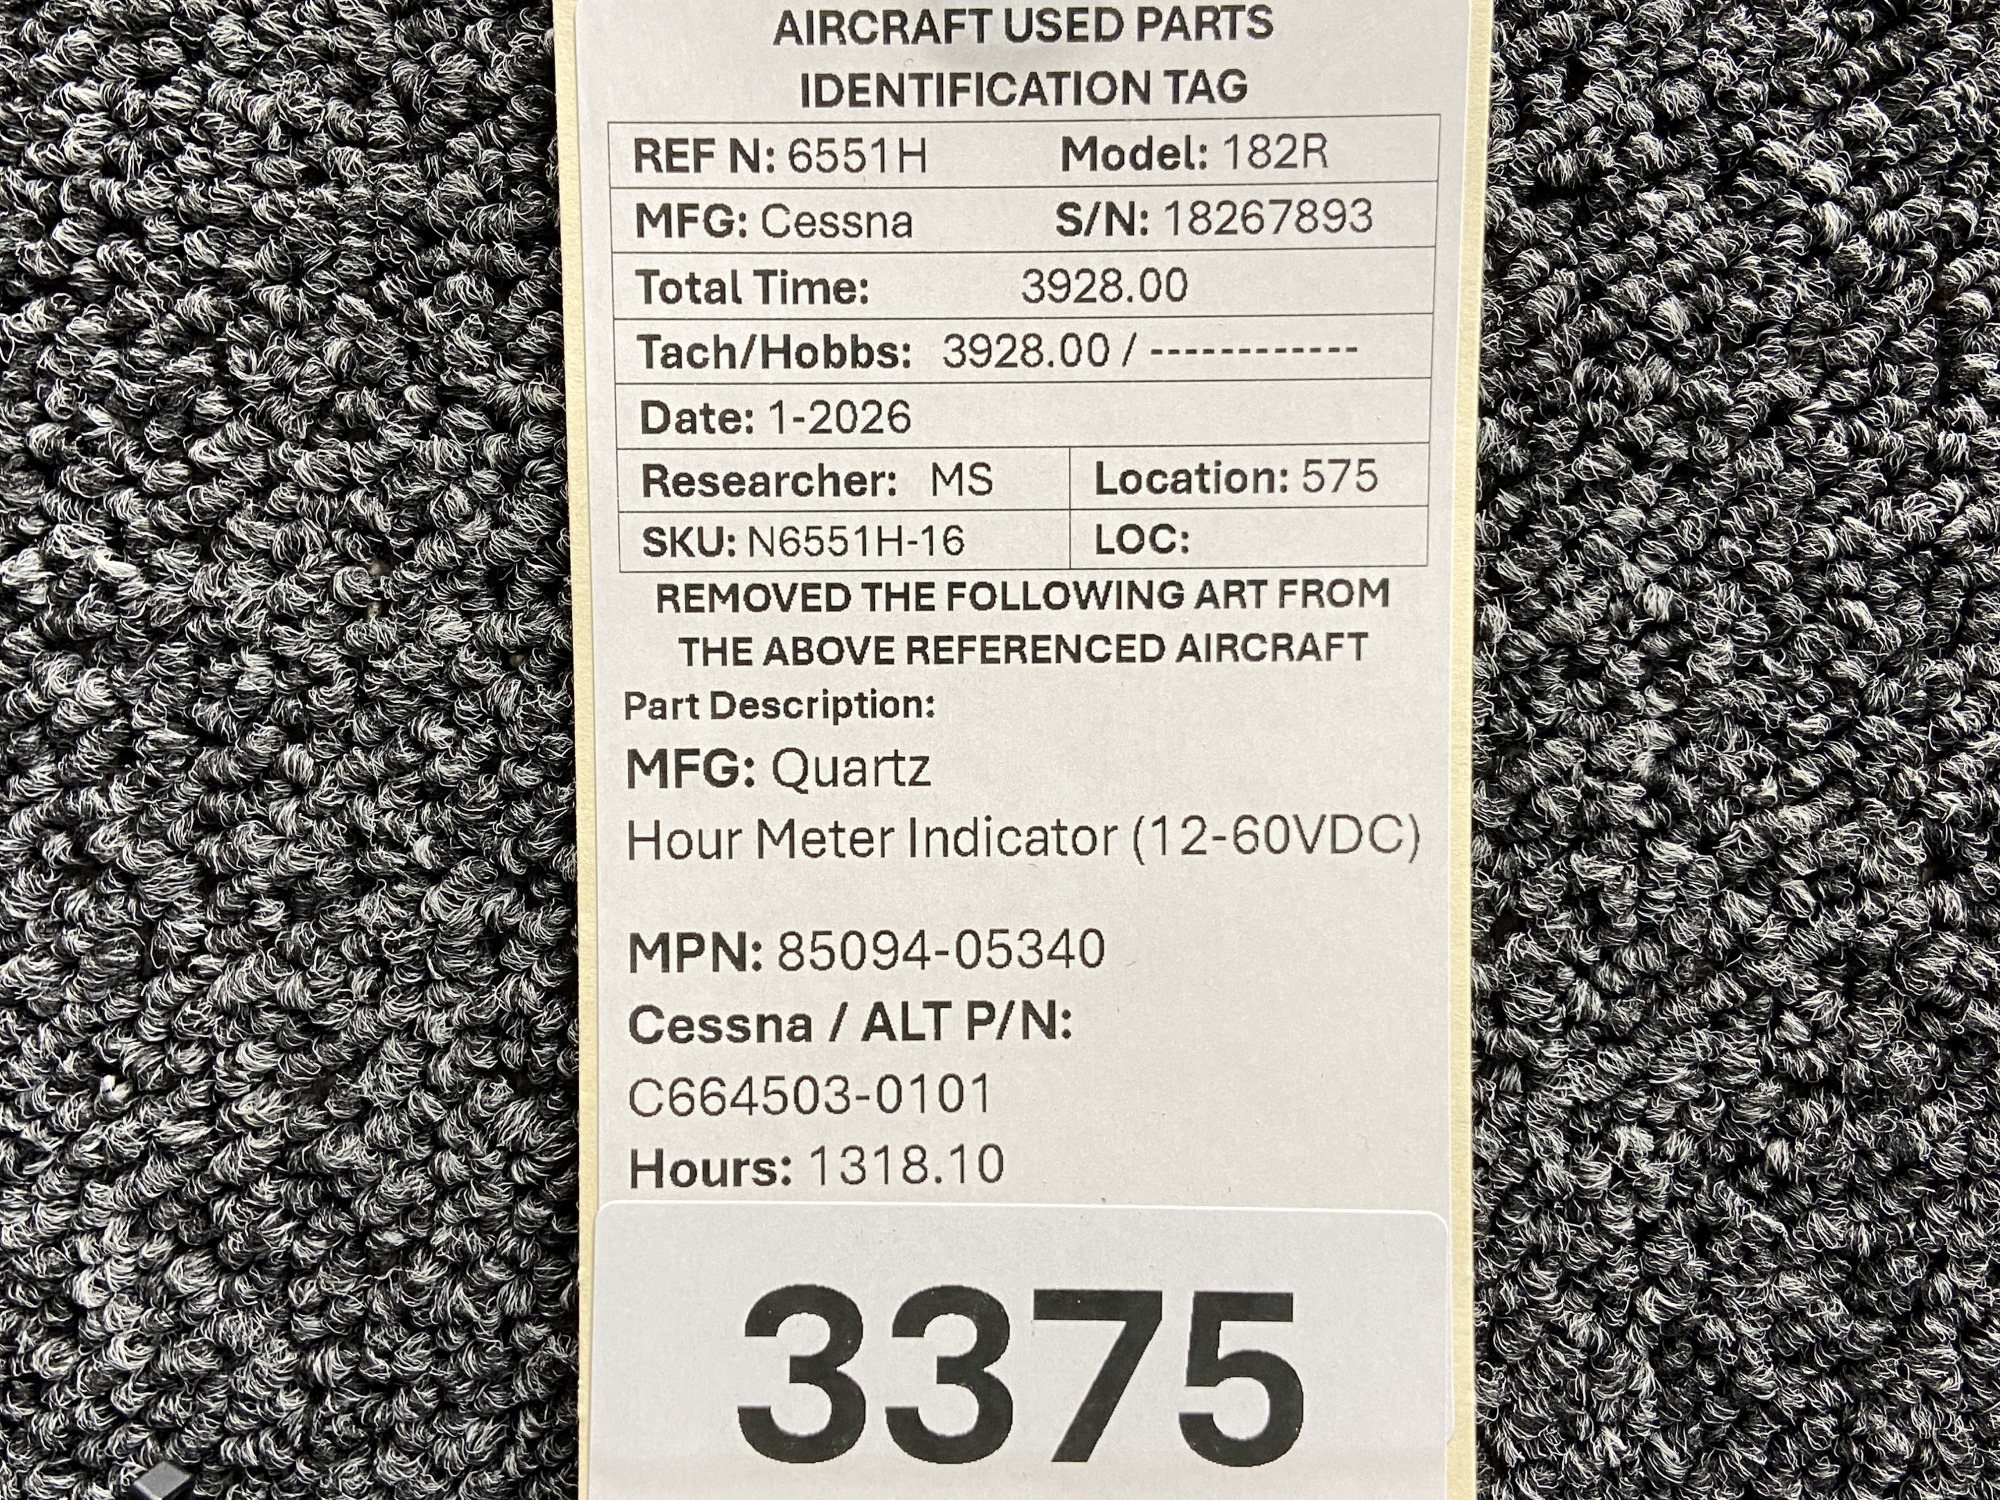 AIRCRAFT USED PARTS
IDENTIFICATION TAG
REF N: 6551H Model: 182R
MFG: Cessna S/N: 18267893
Total Time: 3928.00
Tach/Hobbs: 3928.00 / ------------
Date: 1-2026
Researcher: MS Location: 575
SKU: N6551H-16 LOC:
REMOVED THE FOLLOWING ART FROM
THE ABOVE REFERENCED AIRCRAFT
Part Description:
MFG: Quartz
Hour Meter Indicator (12-60VDC)
MPN: 85094-05340
Cessna / ALT P/N:
C664503-0101
Hours: 1318.10
3375